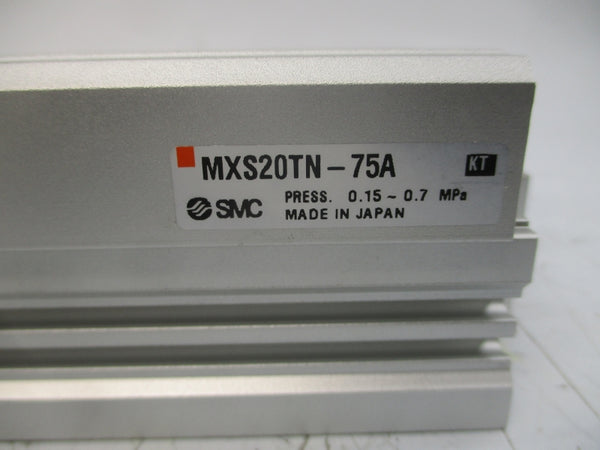 MXS20TN-75A KT
SMC PRESS. 0.15~0.7 MPa
MADE IN JAPAN